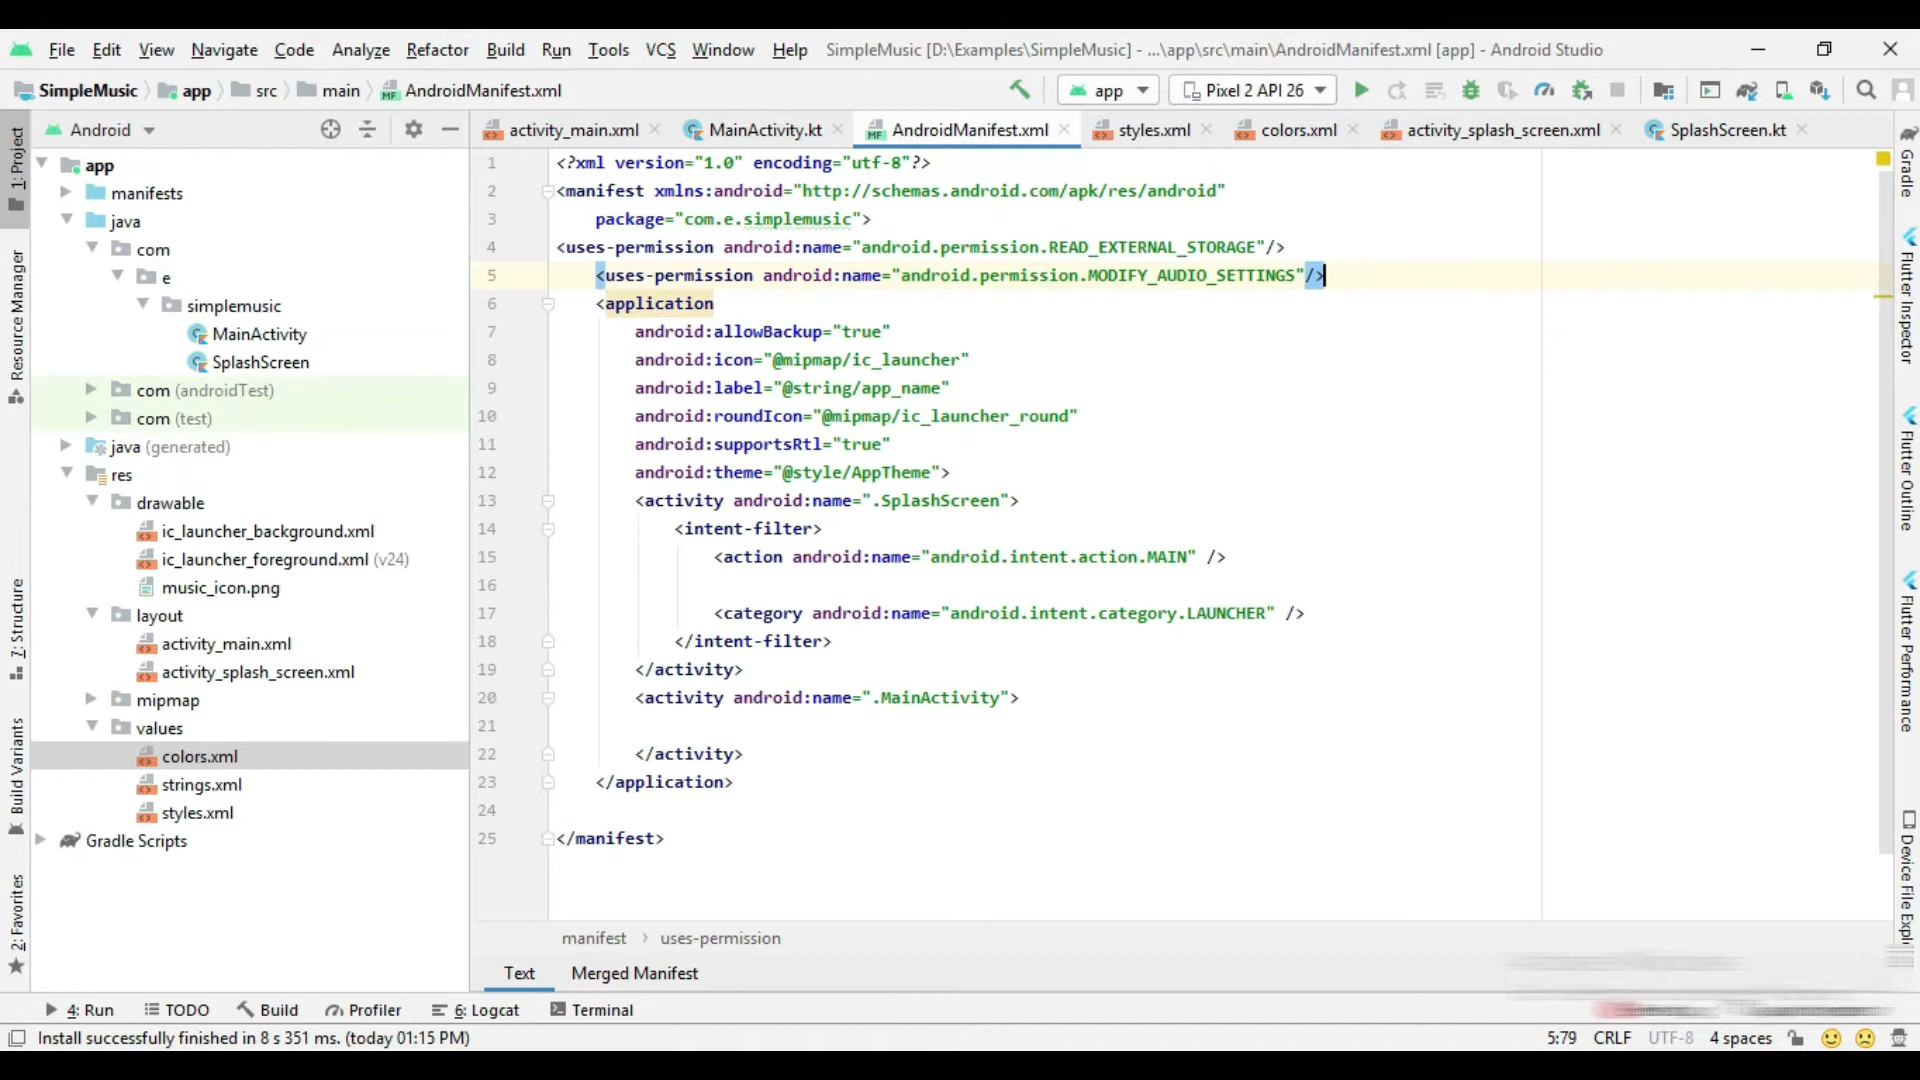 File Edit View Navigate Code Analyze Refactor Build Run Tools VCS Window Help SimpleMusic [D:\Examples\SimpleMusic] - ...\app\src\main\AndroidManifest.xml [app] - Android Studio
SimpleMusic app src main AndroidManifest.xml app Pixel 2 API 26
Android activity_main.xml MainActivity.kt AndroidManifest.xml styles.xml colors.xml activity_splash_screen.xml SplashScreen.kt
1: Project
Resource Manager
7: Structure
Build Variants
2: Favorites
app
manifests
java
com
e
simplemusic
MainActivity
SplashScreen
com (androidTest)
com (test)
java (generated)
res
drawable
ic_launcher_background.xml
ic_launcher_foreground.xml (v24)
music_icon.png
layout
activity_main.xml
activity_splash_screen.xml
mipmap
values
colors.xml
strings.xml
styles.xml
Gradle Scripts
1 <?xml version="1.0" encoding="utf-8"?>
2 <manifest xmlns:android="http://schemas.android.com/apk/res/android"
3 package="com.e.simplemusic">
4 <uses-permission android:name="android.permission.READ_EXTERNAL_STORAGE"/>
5 <uses-permission android:name="android.permission.MODIFY_AUDIO_SETTINGS"/>
6 <application
7 android:allowBackup="true"
8 android:icon="@mipmap/ic_launcher"
9 android:label="@string/app_name"
10 android:roundIcon="@mipmap/ic_launcher_round"
11 android:supportsRtl="true"
12 android:theme="@style/AppTheme">
13 <activity android:name=".SplashScreen">
14 <intent-filter>
15 <action android:name="android.intent.action.MAIN" />
16
17 <category android:name="android.intent.category.LAUNCHER" />
18 </intent-filter>
19 </activity>
20 <activity android:name=".MainActivity">
21
22 </activity>
23 </application>
24
25 </manifest>
manifest › uses-permission
Text Merged Manifest
Gradle
Flutter Inspector
Flutter Outline
Flutter Performance
Device File Expl
4: Run TODO Build Profiler 6: Logcat Terminal
Install successfully finished in 8 s 351 ms. (today 01:15 PM) 5:79 CRLF UTF-8 4 spaces